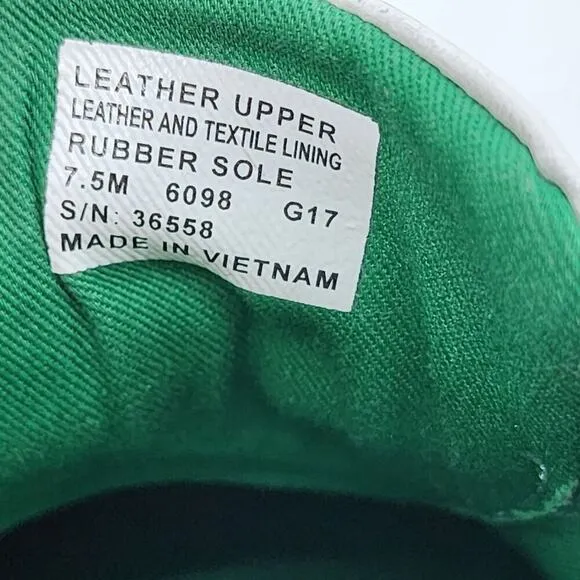 LEATHER UPPER
LEATHER AND TEXTILE LINING
RUBBER SOLE
7.5M 6098 G17
S/N: 36558
MADE IN VIETNAM